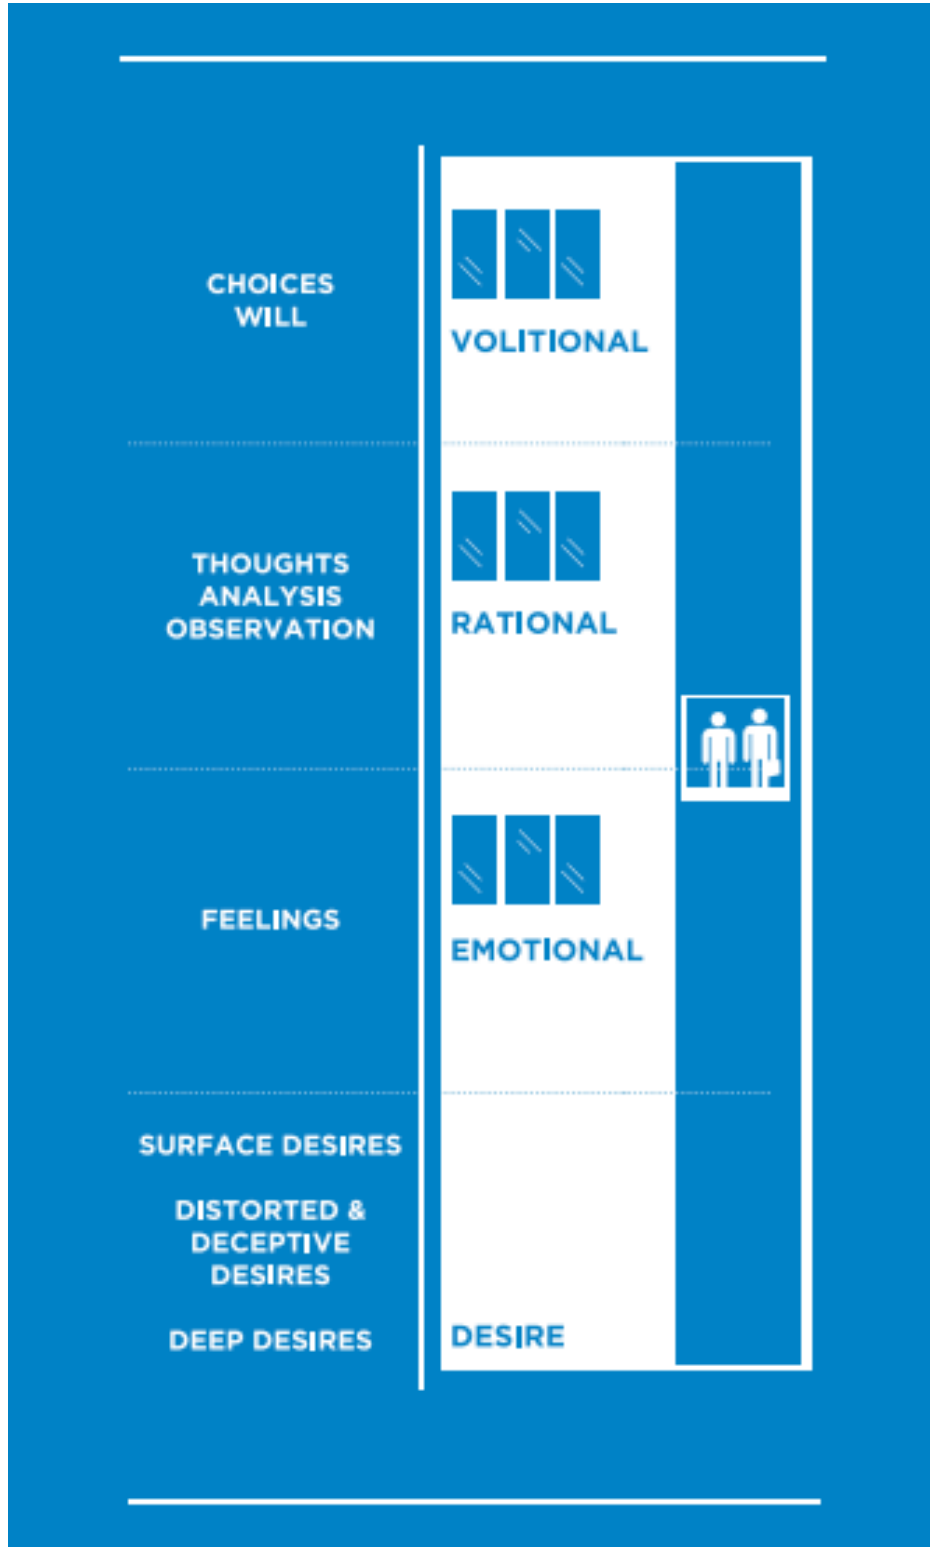 CHOICES
WILL
VOLITIONAL
THOUGHTS
ANALYSIS
OBSERVATION
RATIONAL
FEELINGS
EMOTIONAL
SURFACE DESIRES
DISTORTED &
DECEPTIVE
DESIRES
DEEP DESIRES
DESIRE